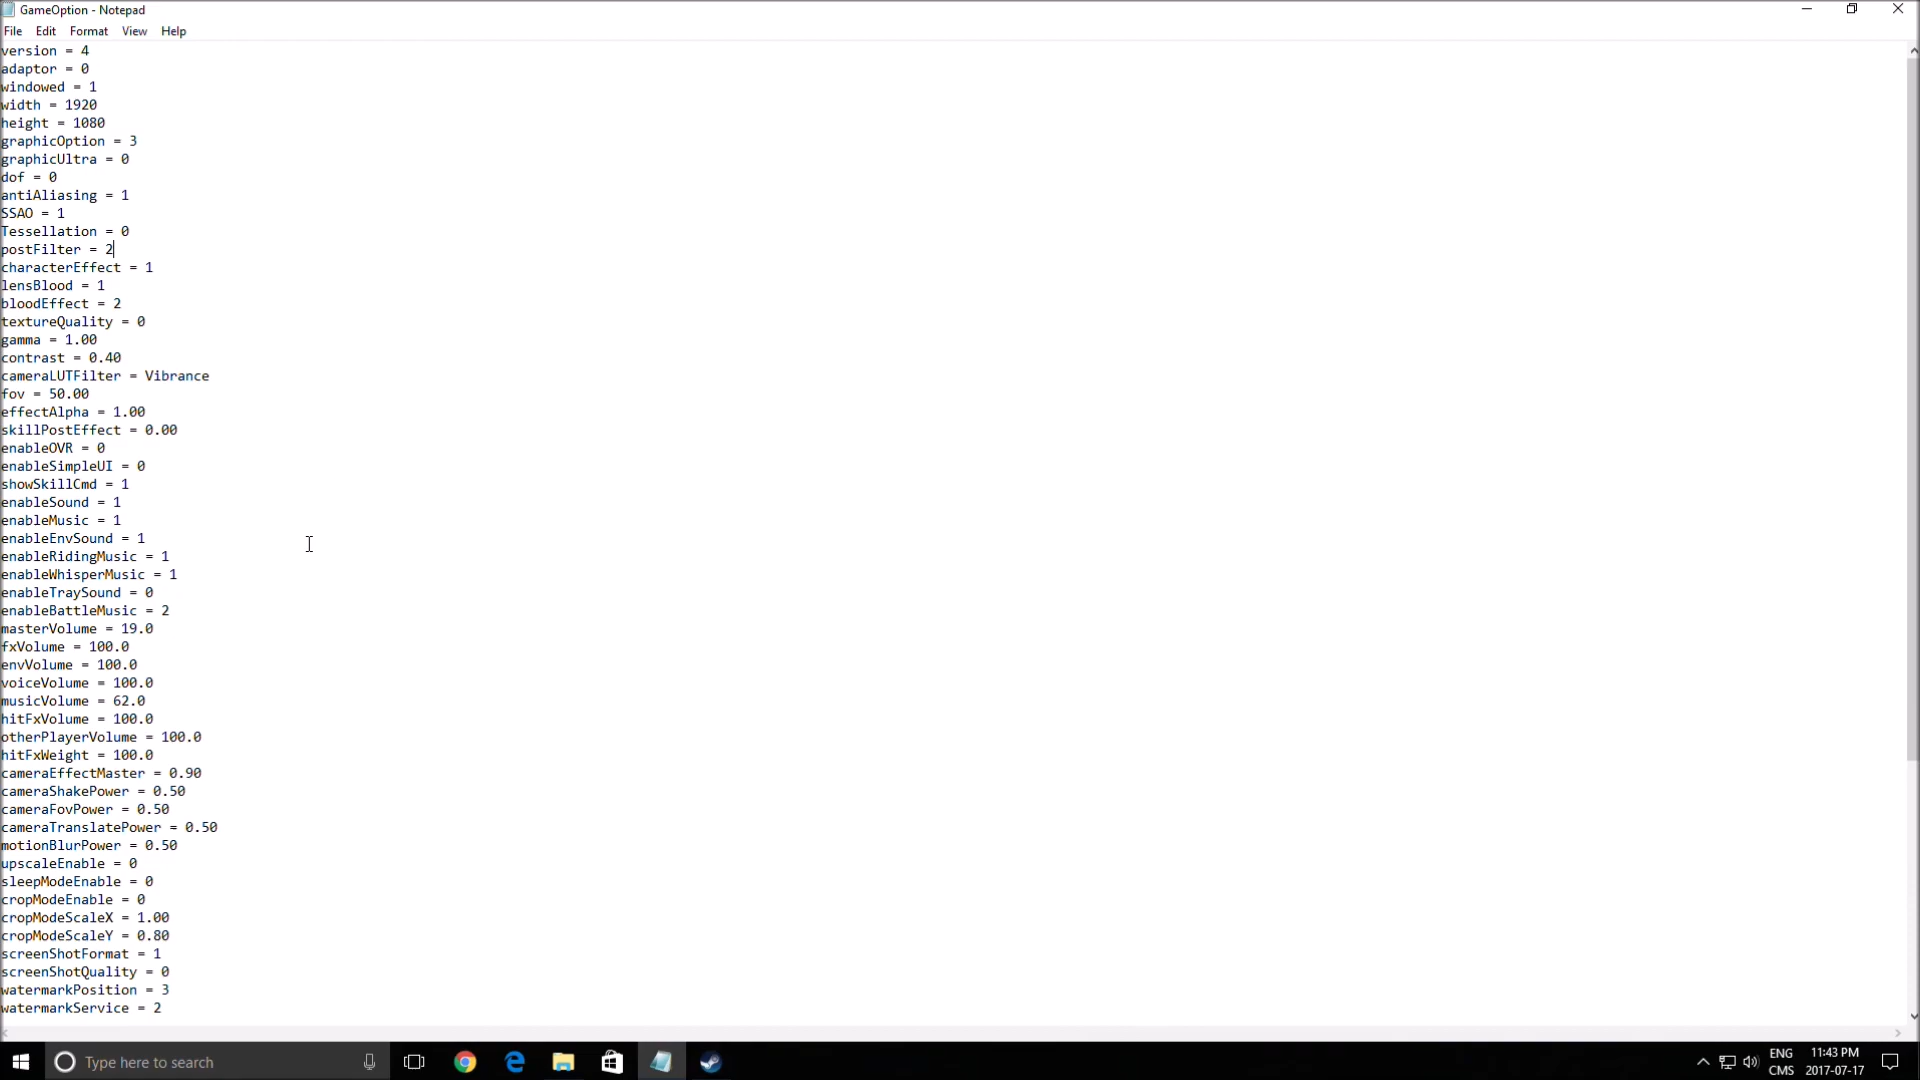 GameOption - Notepad
File Edit Format View Help
version = 4
adaptor = 0
windowed = 1
width = 1920
height = 1080
graphicOption = 3
graphicUltra = 0
dof = 0
antiAliasing = 1
SSAO = 1
Tessellation = 0
postFilter = 2
characterEffect = 1
lensBlood = 1
bloodEffect = 2
textureQuality = 0
gamma = 1.00
contrast = 0.40
cameraLUTFilter = Vibrance
fov = 50.00
effectAlpha = 1.00
skillPostEffect = 0.00
enableOVR = 0
enableSimpleUI = 0
showSkillCmd = 1
enableSound = 1
enableMusic = 1
enableEnvSound = 1
enableRidingMusic = 1
enableWhisperMusic = 1
enableTraySound = 0
enableBattleMusic = 2
masterVolume = 19.0
fxVolume = 100.0
envVolume = 100.0
voiceVolume = 100.0
musicVolume = 62.0
hitFxVolume = 100.0
otherPlayerVolume = 100.0
hitFxWeight = 100.0
cameraEffectMaster = 0.90
cameraShakePower = 0.50
cameraFovPower = 0.50
cameraTranslatePower = 0.50
motionBlurPower = 0.50
upscaleEnable = 0
sleepModeEnable = 0
cropModeEnable = 0
cropModeScaleX = 1.00
cropModeScaleY = 0.80
screenShotFormat = 1
screenShotQuality = 0
watermarkPosition = 3
watermarkService = 2
Type here to search
ENG 11:43 PM
CMS 2017-07-17